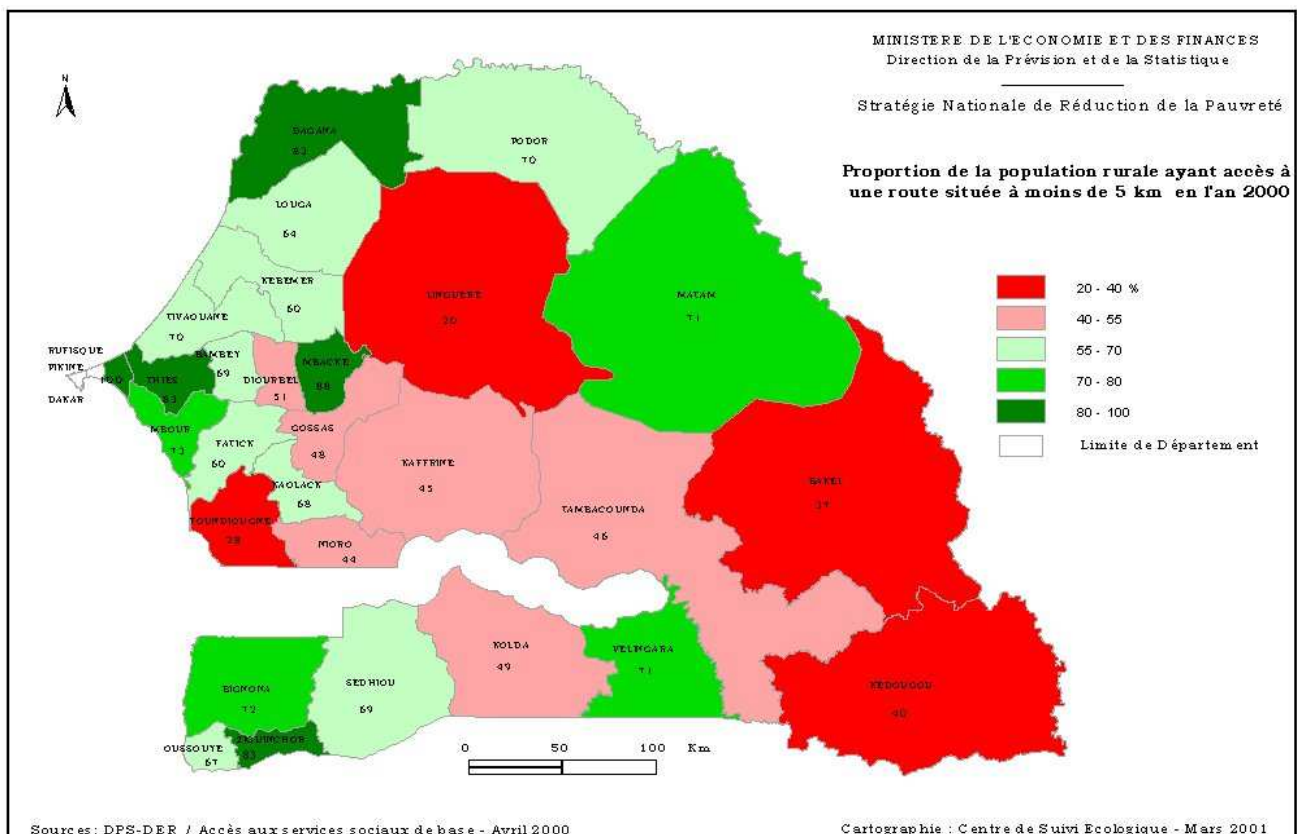 MINISTERE DE L'ECONOMIE ET DES FINANCES
Direction de la Prévision et de la Statistique
Stratégie Nationale de Réduction de la Pauvreté
Proportion de la population rurale ayant accès à
une route située à moins de 5 km en l'an 2000
N
DAGANA
PODOR
70
LOUGA
64
KEBEMER
60
LINGUERE
20
MATAM
71
TIVAOUANE
70
BAMBEY
69
DIOURBEL
51
MBACKE
88
RUFISQUE
PIKINE
DAKAR
100
THIES
83
MBOUR
73
FATICK
60
GOSSAS
48
KAOLACK
68
KAFFRINE
45
TAMBACOUNDA
46
BAKEL
FOUNDIOUGNE
NIORO
44
KOLDA
49
VELINGARA
71
KEDOUGOU
40
BIGNONA
72
SEDHIOU
69
ZIGUINCHOR
83
OUSSOUYE
67
20 - 40 %
40 - 55
55 - 70
70 - 80
80 - 100
Limite de Département
0 50 100 Km
Sources: DPS-DER / Accès aux services sociaux de base - Avril 2000
Cartographie : Centre de Suivi Ecologique - Mars 2001